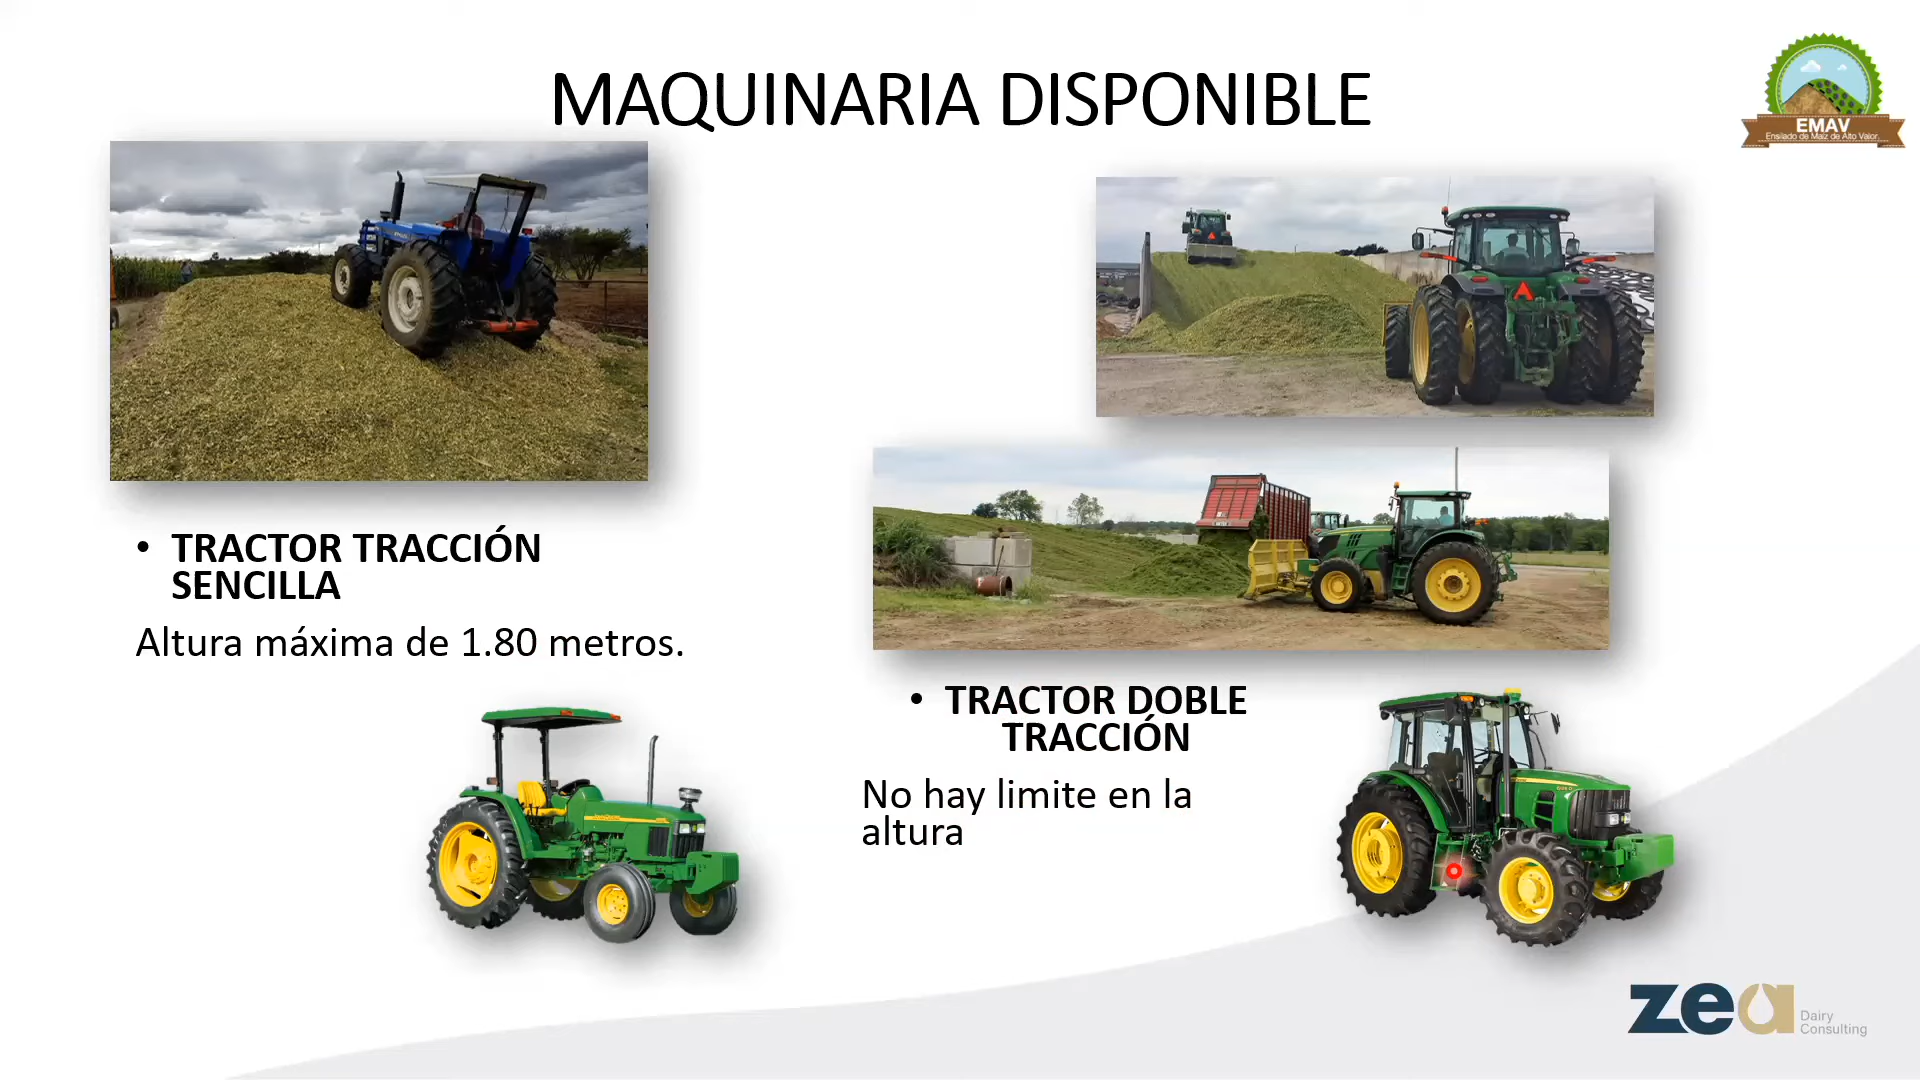 MAQUINARIA DISPONIBLE
EMAV
Ensilado de Maíz de Alto Valor.
• TRACTOR TRACCIÓN
SENCILLA
Altura máxima de 1.80 metros.
• TRACTOR DOBLE
TRACCIÓN
No hay limite en la
altura
zea
Dairy
Consulting